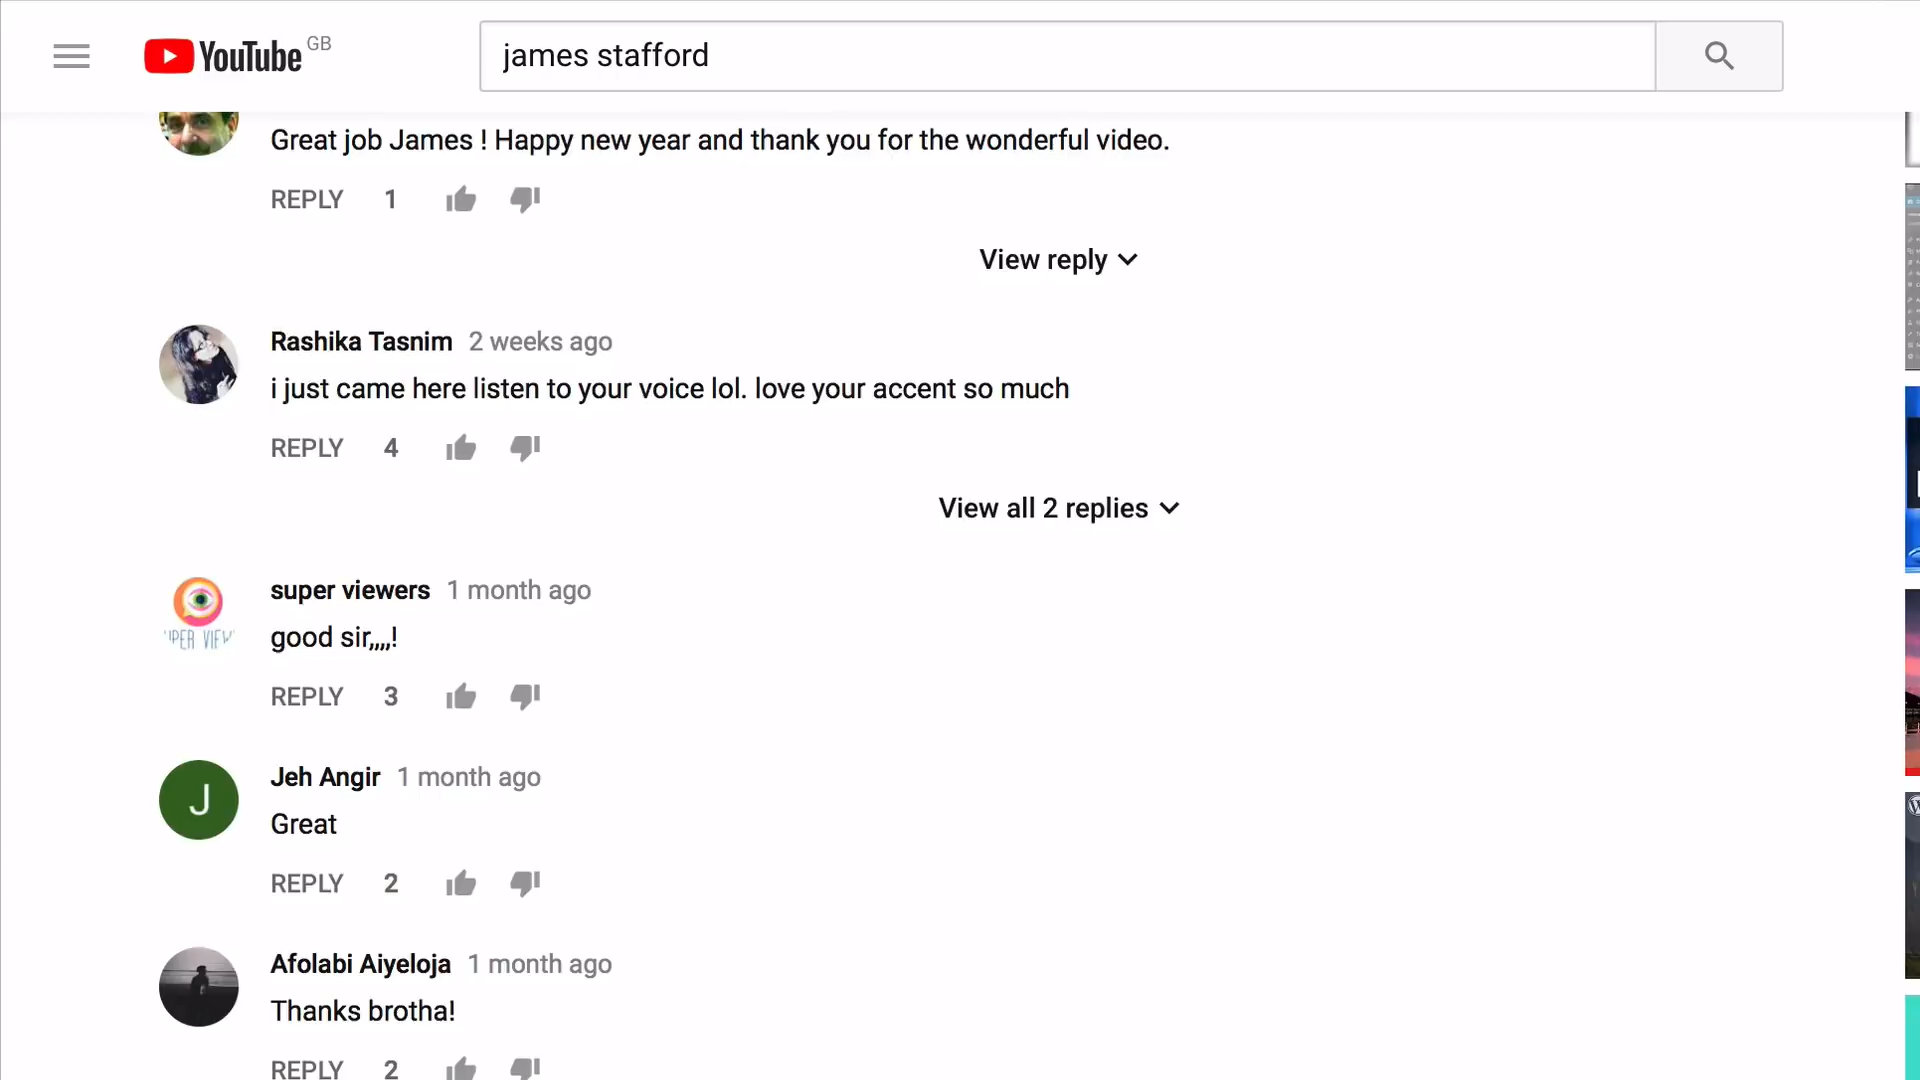 YouTube GB
james stafford
Great job James ! Happy new year and thank you for the wonderful video.
REPLY 1
View reply
Rashika Tasnim 2 weeks ago
i just came here listen to your voice lol. love your accent so much
REPLY 4
View all 2 replies
super viewers 1 month ago
UPER VIEW
good sir,,,,!
REPLY 3
J
Jeh Angir 1 month ago
Great
REPLY 2
Afolabi Aiyeloja 1 month ago
Thanks brotha!
REPLY 2